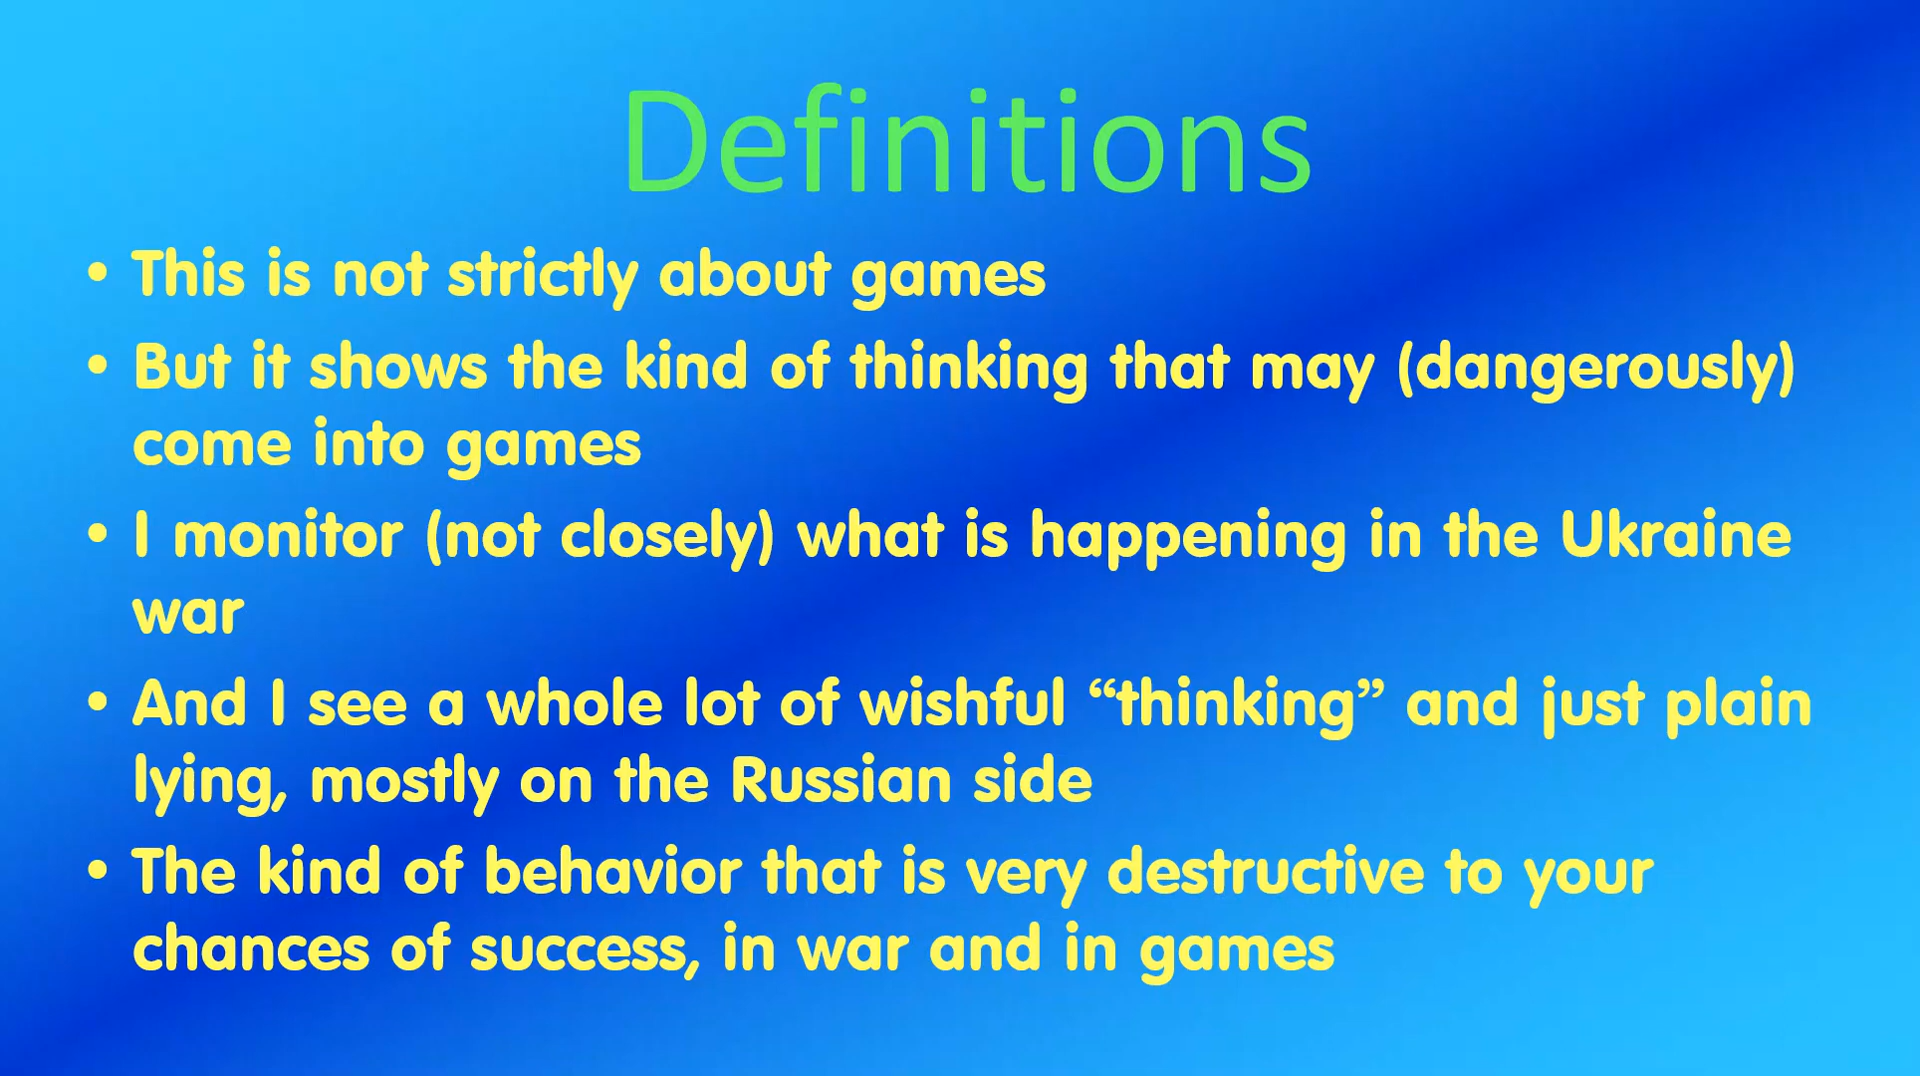 Definitions
• This is not strictly about games
• But it shows the kind of thinking that may (dangerously)
come into games
• I monitor (not closely) what is happening in the Ukraine
war
• And I see a whole lot of wishful “thinking” and just plain
lying, mostly on the Russian side
• The kind of behavior that is very destructive to your
chances of success, in war and in games